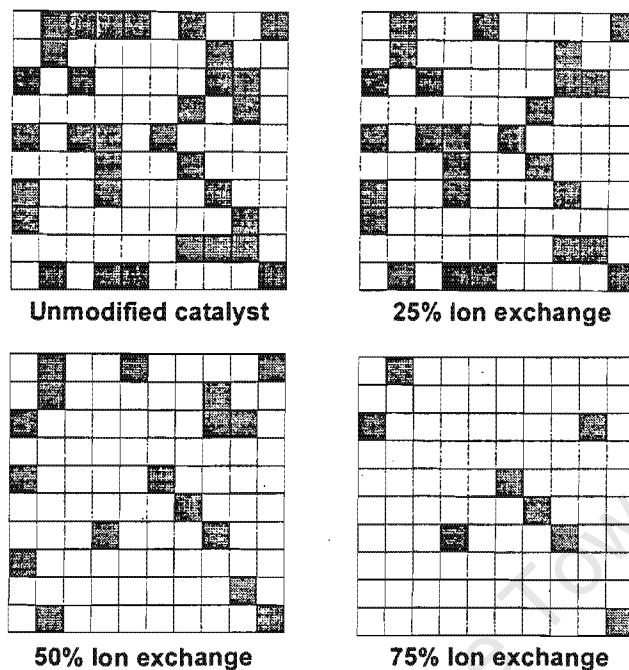 Unmodified catalyst
25% Ion exchange
50% Ion exchange
75% Ion exchange